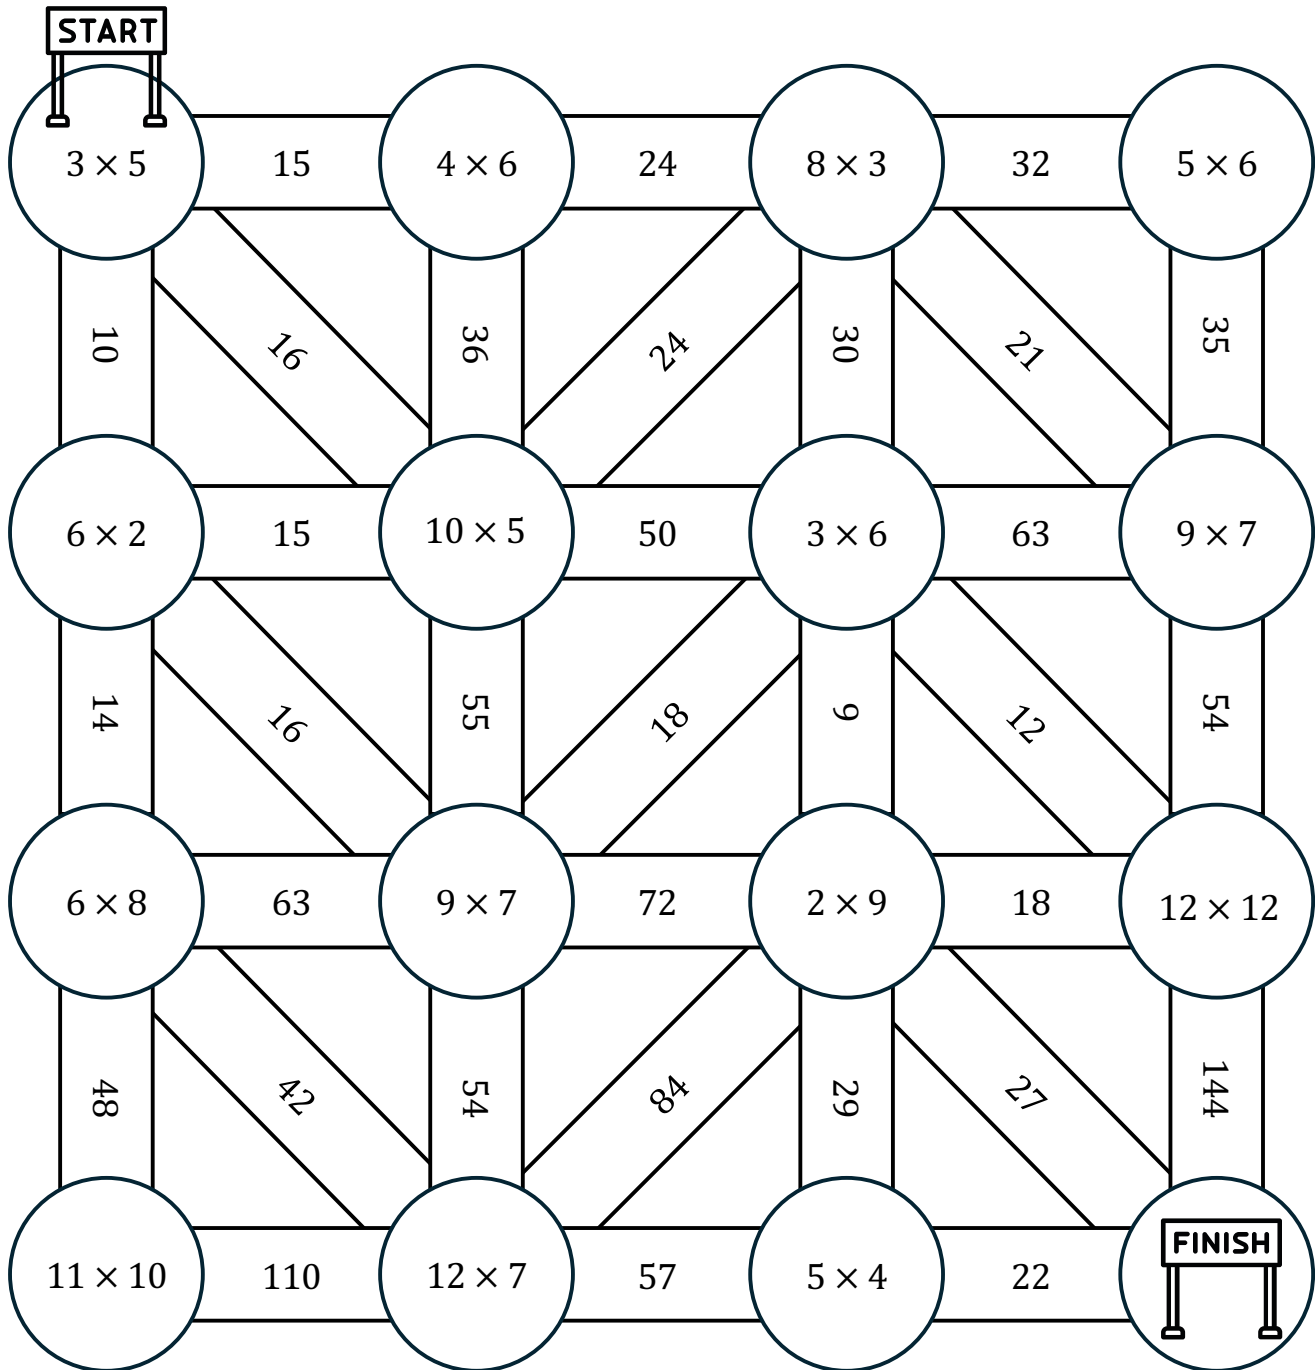 START
3 × 5 15 4 × 6 24 8 × 3 32 5 × 6
10 16 36 24 30 21 35
6 × 2 15 10 × 5 50 3 × 6 63 9 × 7
14 16 55 18 9 12 54
6 × 8 63 9 × 7 72 2 × 9 18 12 × 12
48 42 54 84 29 27 144
11 × 10 110 12 × 7 57 5 × 4 22 FINISH